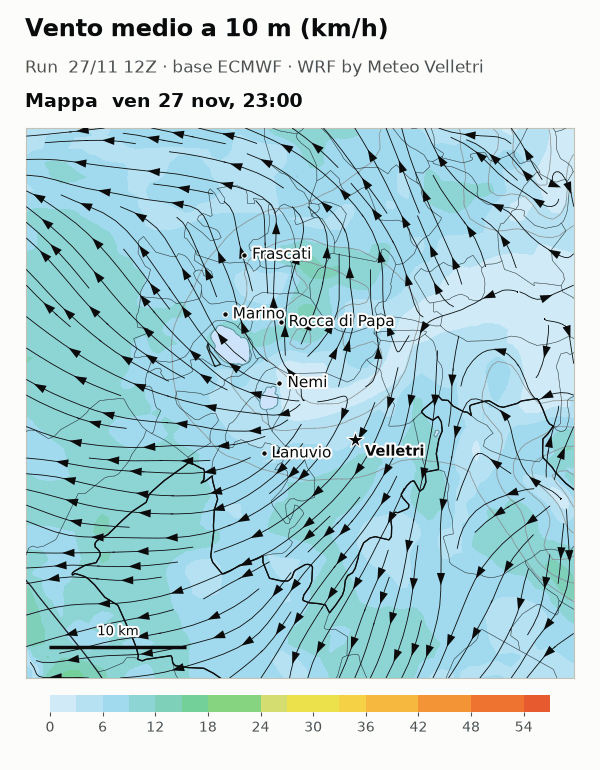 Vento medio a 10 m (km/h)
Run  27/11 12Z · base ECMWF · WRF by Meteo Velletri
Mappa  ven 27 nov, 23:00
Frascati
Marino
Rocca di Papa
Nemi
Velletri
Lanuvio
10 km
0 6 12 18 24 30 36 42 48 54